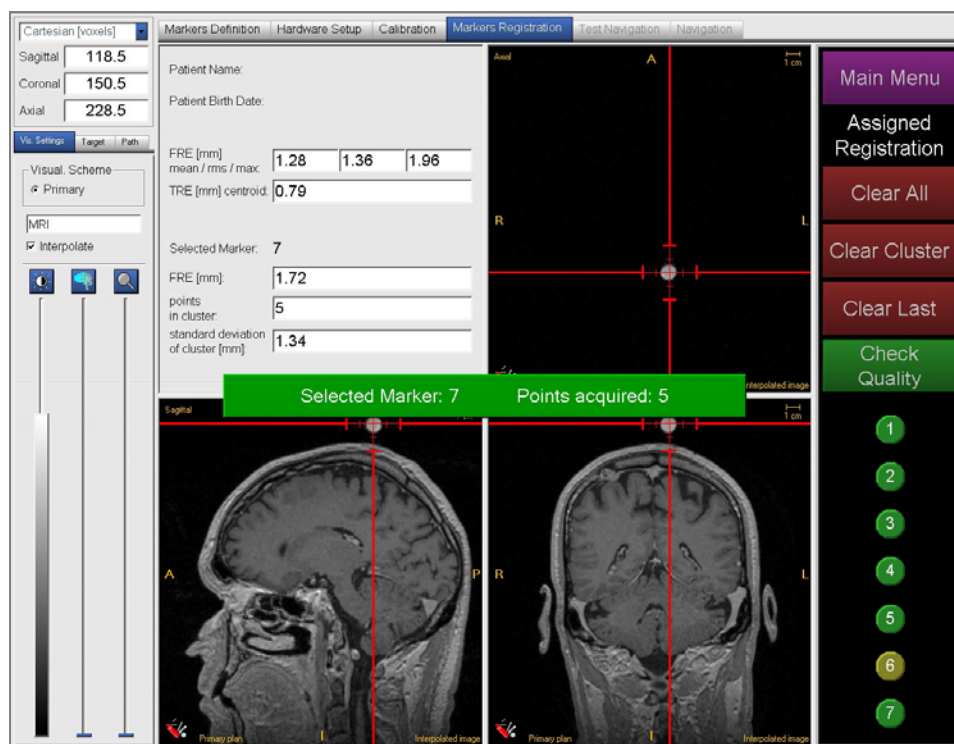 Cartesian [voxels]
Sagittal 118.5
Coronal 150.5
Axial 228.5
Vis. Settings Target Path
Visual. Scheme
Primary
MRI
Interpolate
Markers Definition Hardware Setup Calibration Markers Registration Test Navigation Navigation
Patient Name:
Patient Birth Date:
FRE [mm]
mean / rms / max: 1.28 1.36 1.96
TRE [mm] centroid: 0.79
Selected Marker: 7
FRE [mm]: 1.72
points
in cluster: 5
standard deviation
of cluster [mm]: 1.34
Axial A 1 cm
R L
Interpolated image
Selected Marker: 7 Points acquired: 5
Sagittal
A P
Primary plan I Interpolated image
1 cm
R L
Primary plan I Interpolated image
Main Menu
Assigned
Registration
Clear All
Clear Cluster
Clear Last
Check
Quality
1
2
3
4
5
6
7